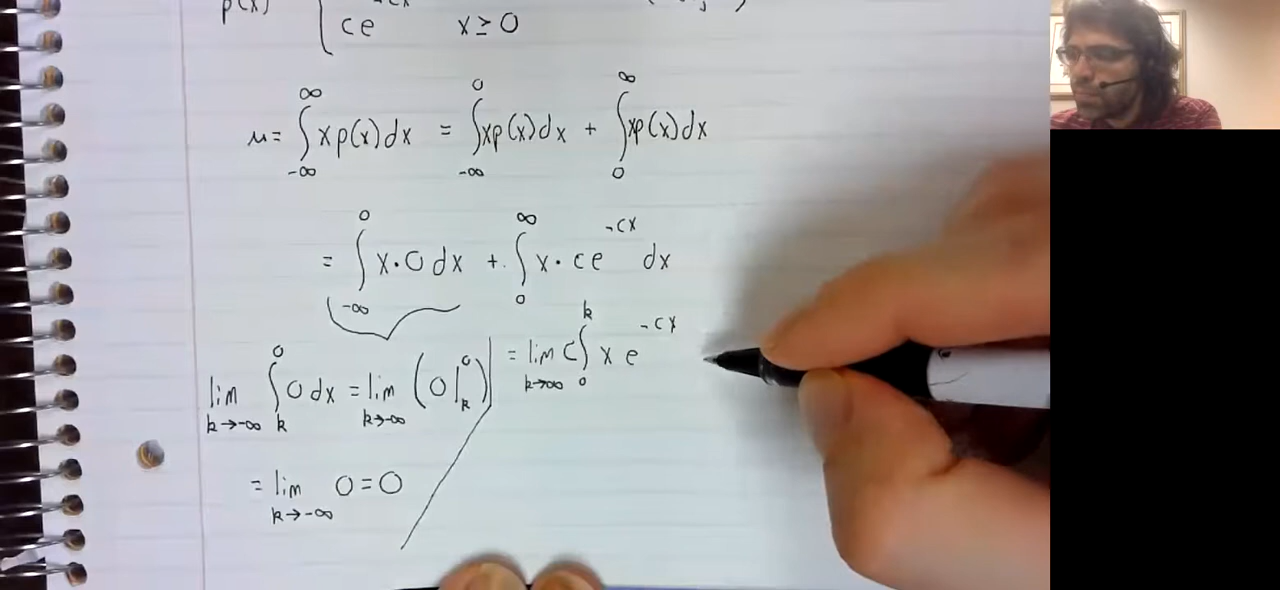 p(x) { ce^{-cx} x ≥ 0
μ = ∫_{-∞}^{∞} x p(x) dx = ∫_{-∞}^{0} x p(x) dx + ∫_{0}^{∞} x p(x) dx
= ∫_{-∞}^{0} x · 0 dx + ∫_{0}^{∞} x · c e^{-cx} dx
lim_{k→-∞} ∫_{k}^{0} 0 dx = lim_{k→-∞} (0|_{k}^{0})
= lim_{k→-∞} 0 = 0
= lim_{k→∞} C ∫_{0}^{k} x e^{-cx}